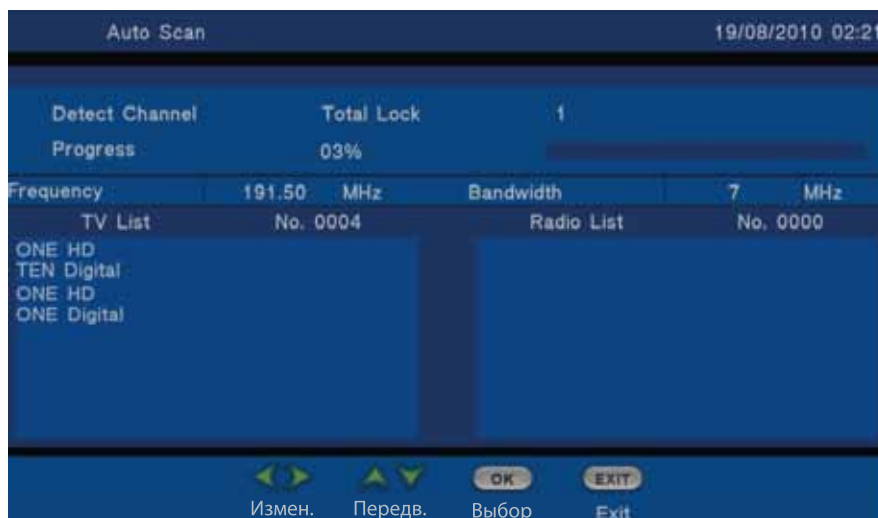 Auto Scan 19/08/2010 02:21
Detect Channel Total Lock 1
Progress 03%
Frequency 191.50 MHz Bandwidth 7 MHz
TV List No. 0004 Radio List No. 0000
ONE HD
TEN Digital
ONE HD
ONE Digital
OK EXIT
Измен. Передв. Выбор Exit